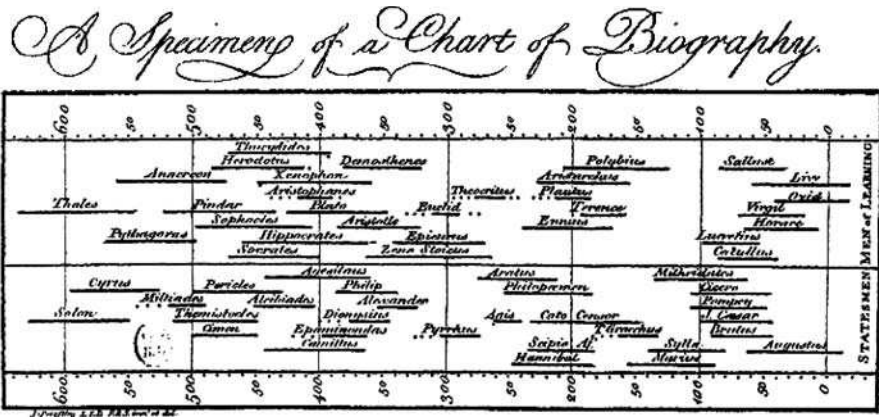 A Specimen of a Chart of Biography.
600 50 500 50 400 50 300 50 200 50 100 50 0
Thucydides
Herodotus Demosthenes Polybius Sallust
Anacreon Xenophon Aristarchus Livy
Aristophanes Theocritus Plautus Ovid
Thales Pindar Plato Euclid Terence Virgil
Sophocles Aristotle Ennius Horace
Pythagoras Hippocrates Epicurus Lucretius
Socrates Zeno Stoicus Catullus
MEN of LEARNING
Agesilaus Aratus Mithridates
Cyrus Pericles Philip Philopœmen Cicero
Miltiades Alcibiades Alexander Pompey
Solon Themistocles Dionysius Agis Cato Censor J. Cæsar
Cimon Epaminondas Pyrrhus T. Gracchus Brutus
Camillus Scipio Af. Sylla Augustus
Hannibal Marius
STATESMEN
600 50 500 50 400 50 300 50 200 50 100 50 0